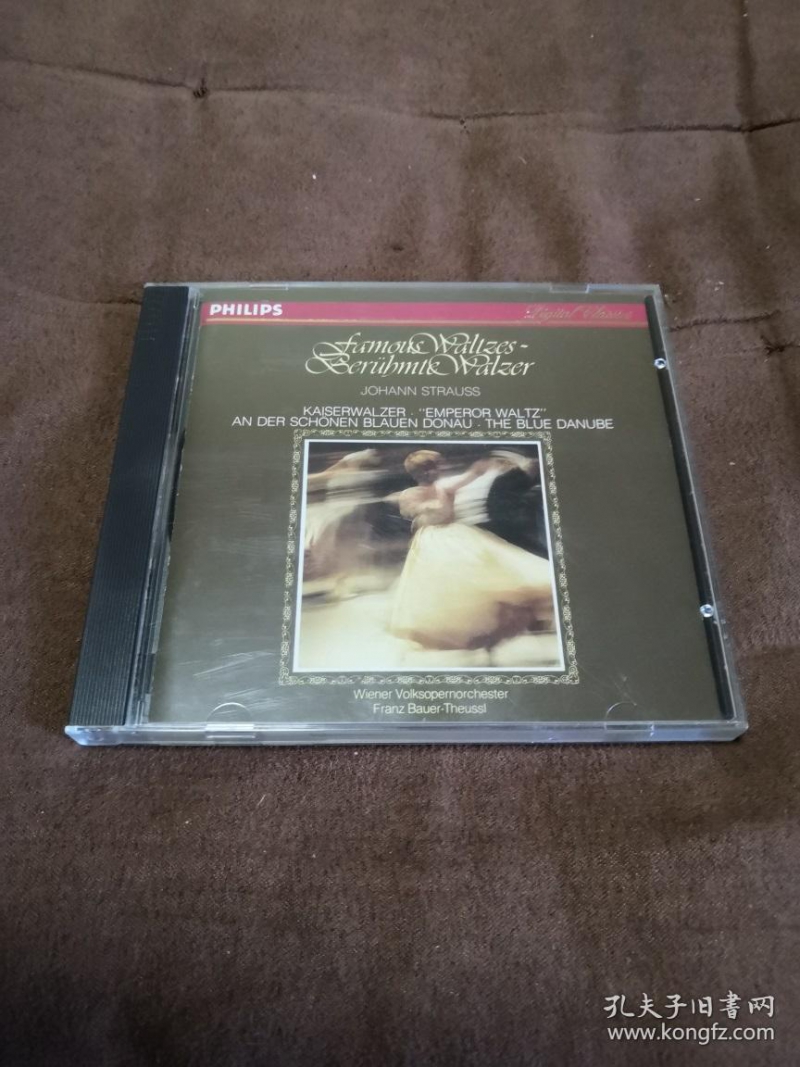 PHILIPS
Digital Classics
Famous Waltzes-
Berühmte Walzer
JOHANN STRAUSS
KAISERWALZER · "EMPEROR WALTZ"
AN DER SCHÖNEN BLAUEN DONAU · THE BLUE DANUBE
Wiener Volksopernorchester
Franz Bauer-Theussl
孔夫子旧书网
www.kongfz.com